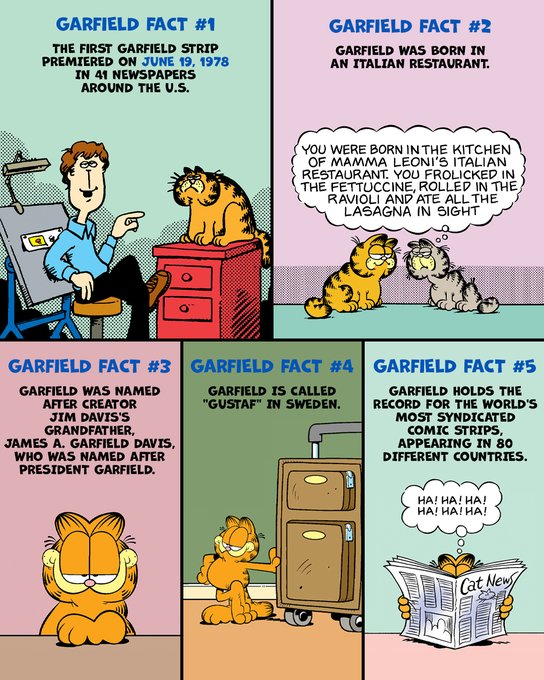 GARFIELD FACT #1
THE FIRST GARFIELD STRIP
PREMIERED ON JUNE 19, 1978
IN 41 NEWSPAPERS
AROUND THE U.S.
GARFIELD FACT #2
GARFIELD WAS BORN IN
AN ITALIAN RESTAURANT.
YOU WERE BORN IN THE KITCHEN
OF MAMMA LEONI'S ITALIAN
RESTAURANT. YOU FROLICKED IN
THE FETTUCCINE, ROLLED IN THE
RAVIOLI AND ATE ALL THE
LASAGNA IN SIGHT
GARFIELD FACT #3
GARFIELD WAS NAMED
AFTER CREATOR
JIM DAVIS'S
GRANDFATHER,
JAMES A. GARFIELD DAVIS,
WHO WAS NAMED AFTER
PRESIDENT GARFIELD.
GARFIELD FACT #4
GARFIELD IS CALLED
"GUSTAF" IN SWEDEN.
GARFIELD FACT #5
GARFIELD HOLDS THE
RECORD FOR THE WORLD'S
MOST SYNDICATED
COMIC STRIPS,
APPEARING IN 80
DIFFERENT COUNTRIES.
HA! HA! HA!
HA! HA! HA!
Cat News